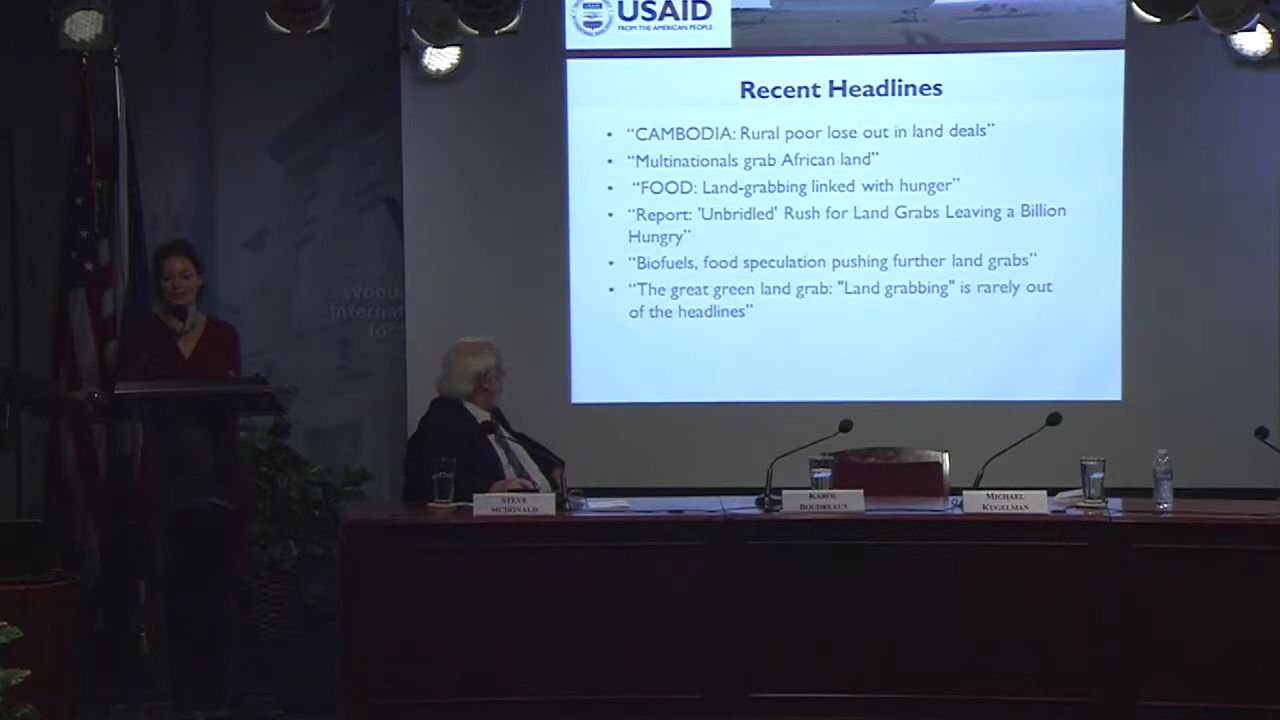 USAID
FROM THE AMERICAN PEOPLE
Recent Headlines
• “CAMBODIA: Rural poor lose out in land deals”
• “Multinationals grab African land”
• “FOOD: Land-grabbing linked with hunger”
• “Report: 'Unbridled' Rush for Land Grabs Leaving a Billion
Hungry”
• “Biofuels, food speculation pushing further land grabs”
• “The great green land grab: "Land grabbing" is rarely out
of the headlines”
Internat
for
STEVE
MCDONALD
KAROL
BOUDREAUX
MICHAEL
KUGELMAN